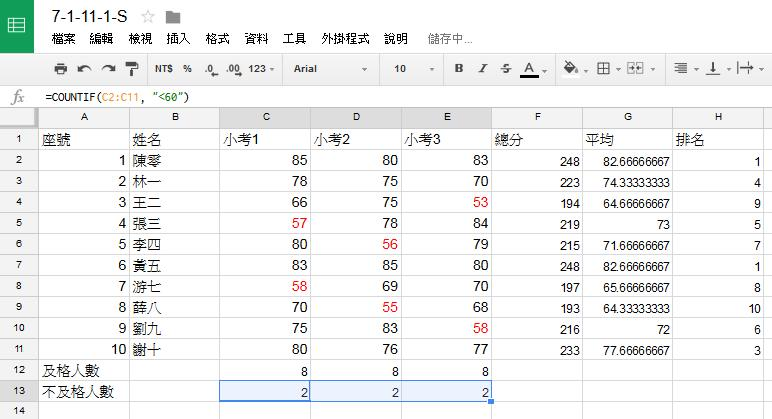 7-1-11-1-S
檔案 編輯 檢視 插入 格式 資料 工具 外掛程式 說明 儲存中...
NT$ % .0 .00 123 Arial 10 B I S A
fx =COUNTIF(C2:C11, "<60")
A B C D E F G H
1 座號 姓名 小考1 小考2 小考3 總分 平均 排名
2 1 陳零 85 80 83 248 82.66666667 1
3 2 林一 78 75 70 223 74.33333333 4
4 3 王二 66 75 53 194 64.66666667 9
5 4 張三 57 78 84 219 73 5
6 5 李四 80 56 79 215 71.66666667 7
7 6 黃五 83 85 80 248 82.66666667 1
8 7 游七 58 69 70 197 65.66666667 8
9 8 薛八 70 55 68 193 64.33333333 10
10 9 劉九 75 83 58 216 72 6
11 10 謝十 80 76 77 233 77.66666667 3
12 及格人數 8 8 8
13 不及格人數 2 2 2
14